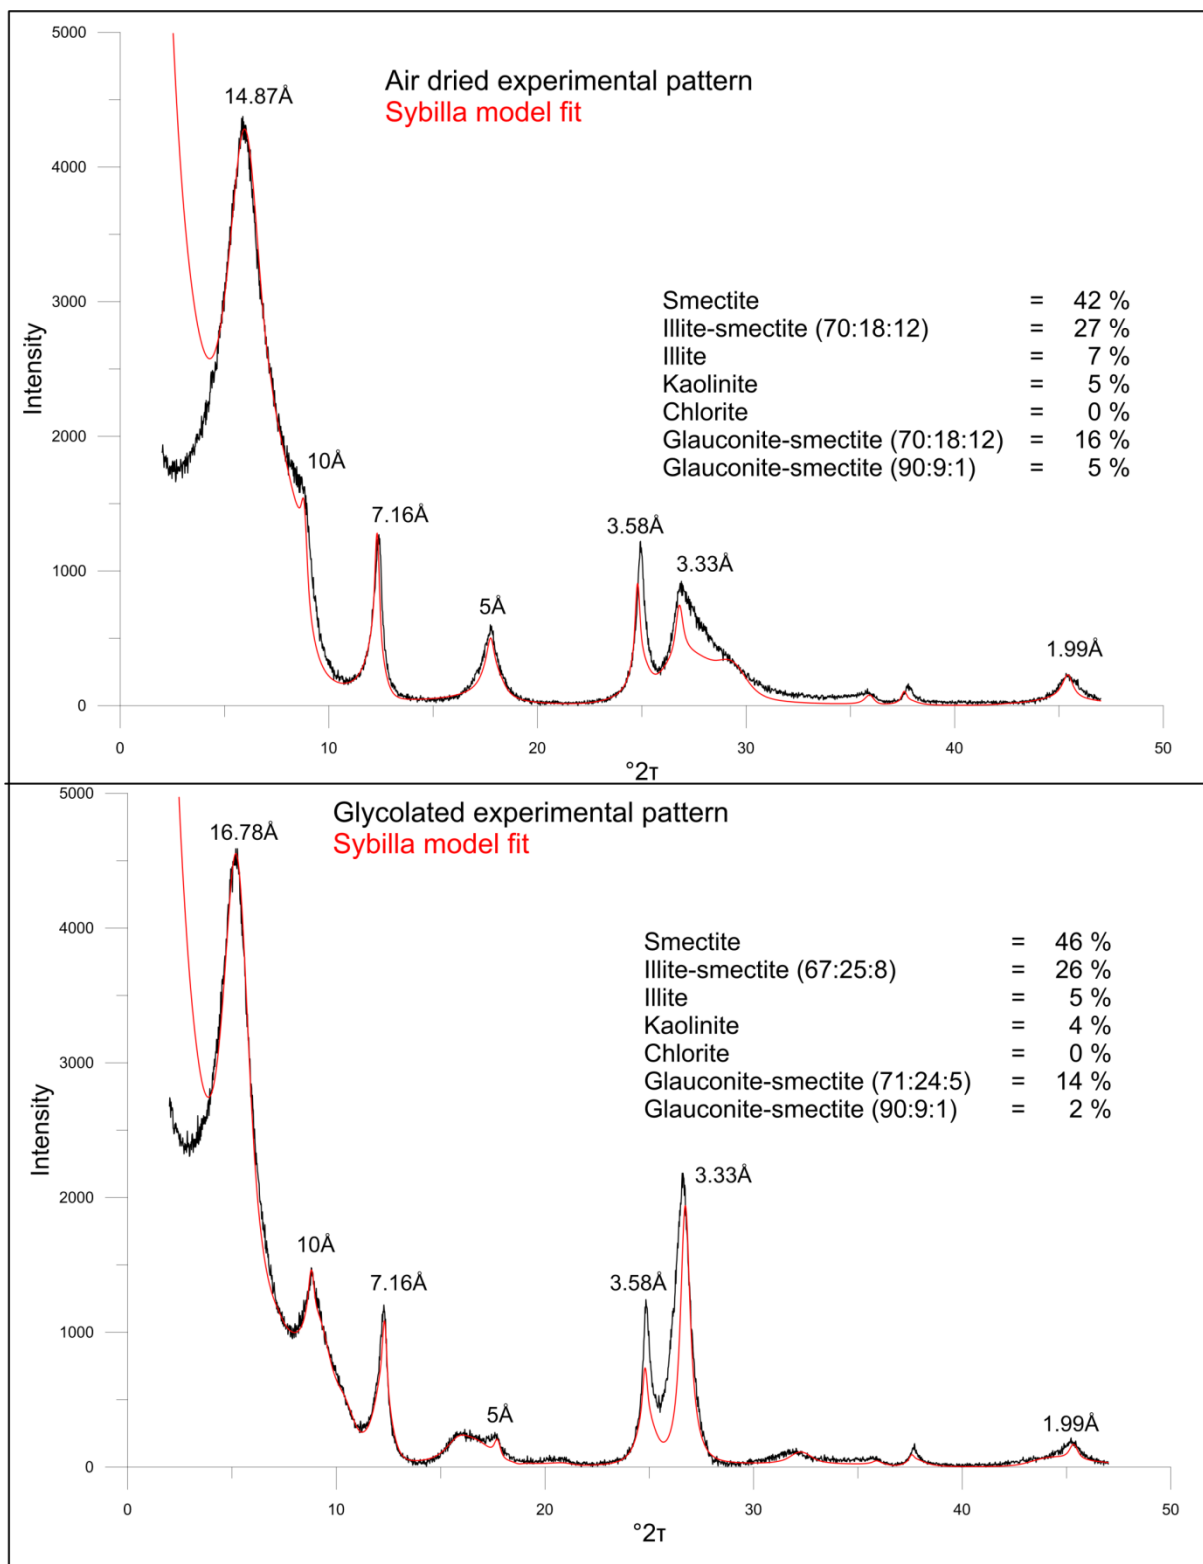 5000
14.87Å
Air dried experimental pattern
Sybilla model fit
4000
Smectite = 42 %
3000
Illite-smectite (70:18:12) = 27 %
Illite = 7 %
Kaolinite = 5 %
Chlorite = 0 %
Glauconite-smectite (70:18:12) = 16 %
Glauconite-smectite (90:9:1) = 5 %
Intensity
2000
10Å
7.16Å
3.58Å
3.33Å
1000
5Å
1.99Å
0
0 10 20 30 40 50
°2τ
5000
Glycolated experimental pattern
16.78Å
Sybilla model fit
4000
Smectite = 46 %
Illite-smectite (67:25:8) = 26 %
Illite = 5 %
Kaolinite = 4 %
3000
Chlorite = 0 %
Glauconite-smectite (71:24:5) = 14 %
Glauconite-smectite (90:9:1) = 2 %
Intensity
2000
3.33Å
10Å
7.16Å
3.58Å
1000
5Å
1.99Å
0
0 10 20 30 40 50
°2τ